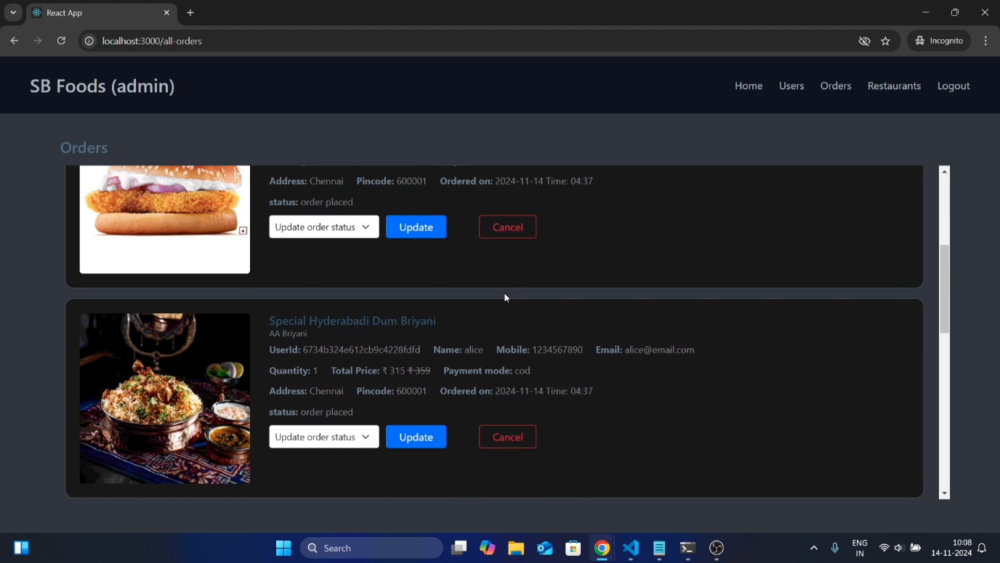 React App
localhost:3000/all-orders
Incognito
SB Foods (admin)
Home Users Orders Restaurants Logout
Orders
Address: Chennai Pincode: 600001 Ordered on: 2024-11-14 Time: 04:37
status: order placed
Update order status Update Cancel
Special Hyderabadi Dum Briyani
AA Briyani
UserId: 6734b324e612cb9c4228fdfd Name: alice Mobile: 1234567890 Email: alice@email.com
Quantity: 1 Total Price: ₹ 315 ₹ 359 Payment mode: cod
Address: Chennai Pincode: 600001 Ordered on: 2024-11-14 Time: 04:37
status: order placed
Update order status Update Cancel
Search
ENG
IN
10:08
14-11-2024